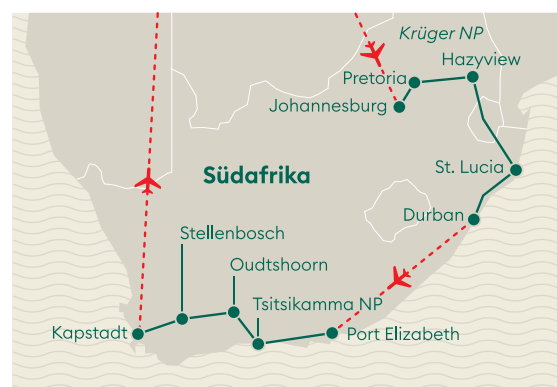 Krüger NP
Hazyview
Pretoria
Johannesburg
St. Lucia
Südafrika
Durban
Stellenbosch
Oudtshoorn
Tsitsikamma NP
Kapstadt
Port Elizabeth